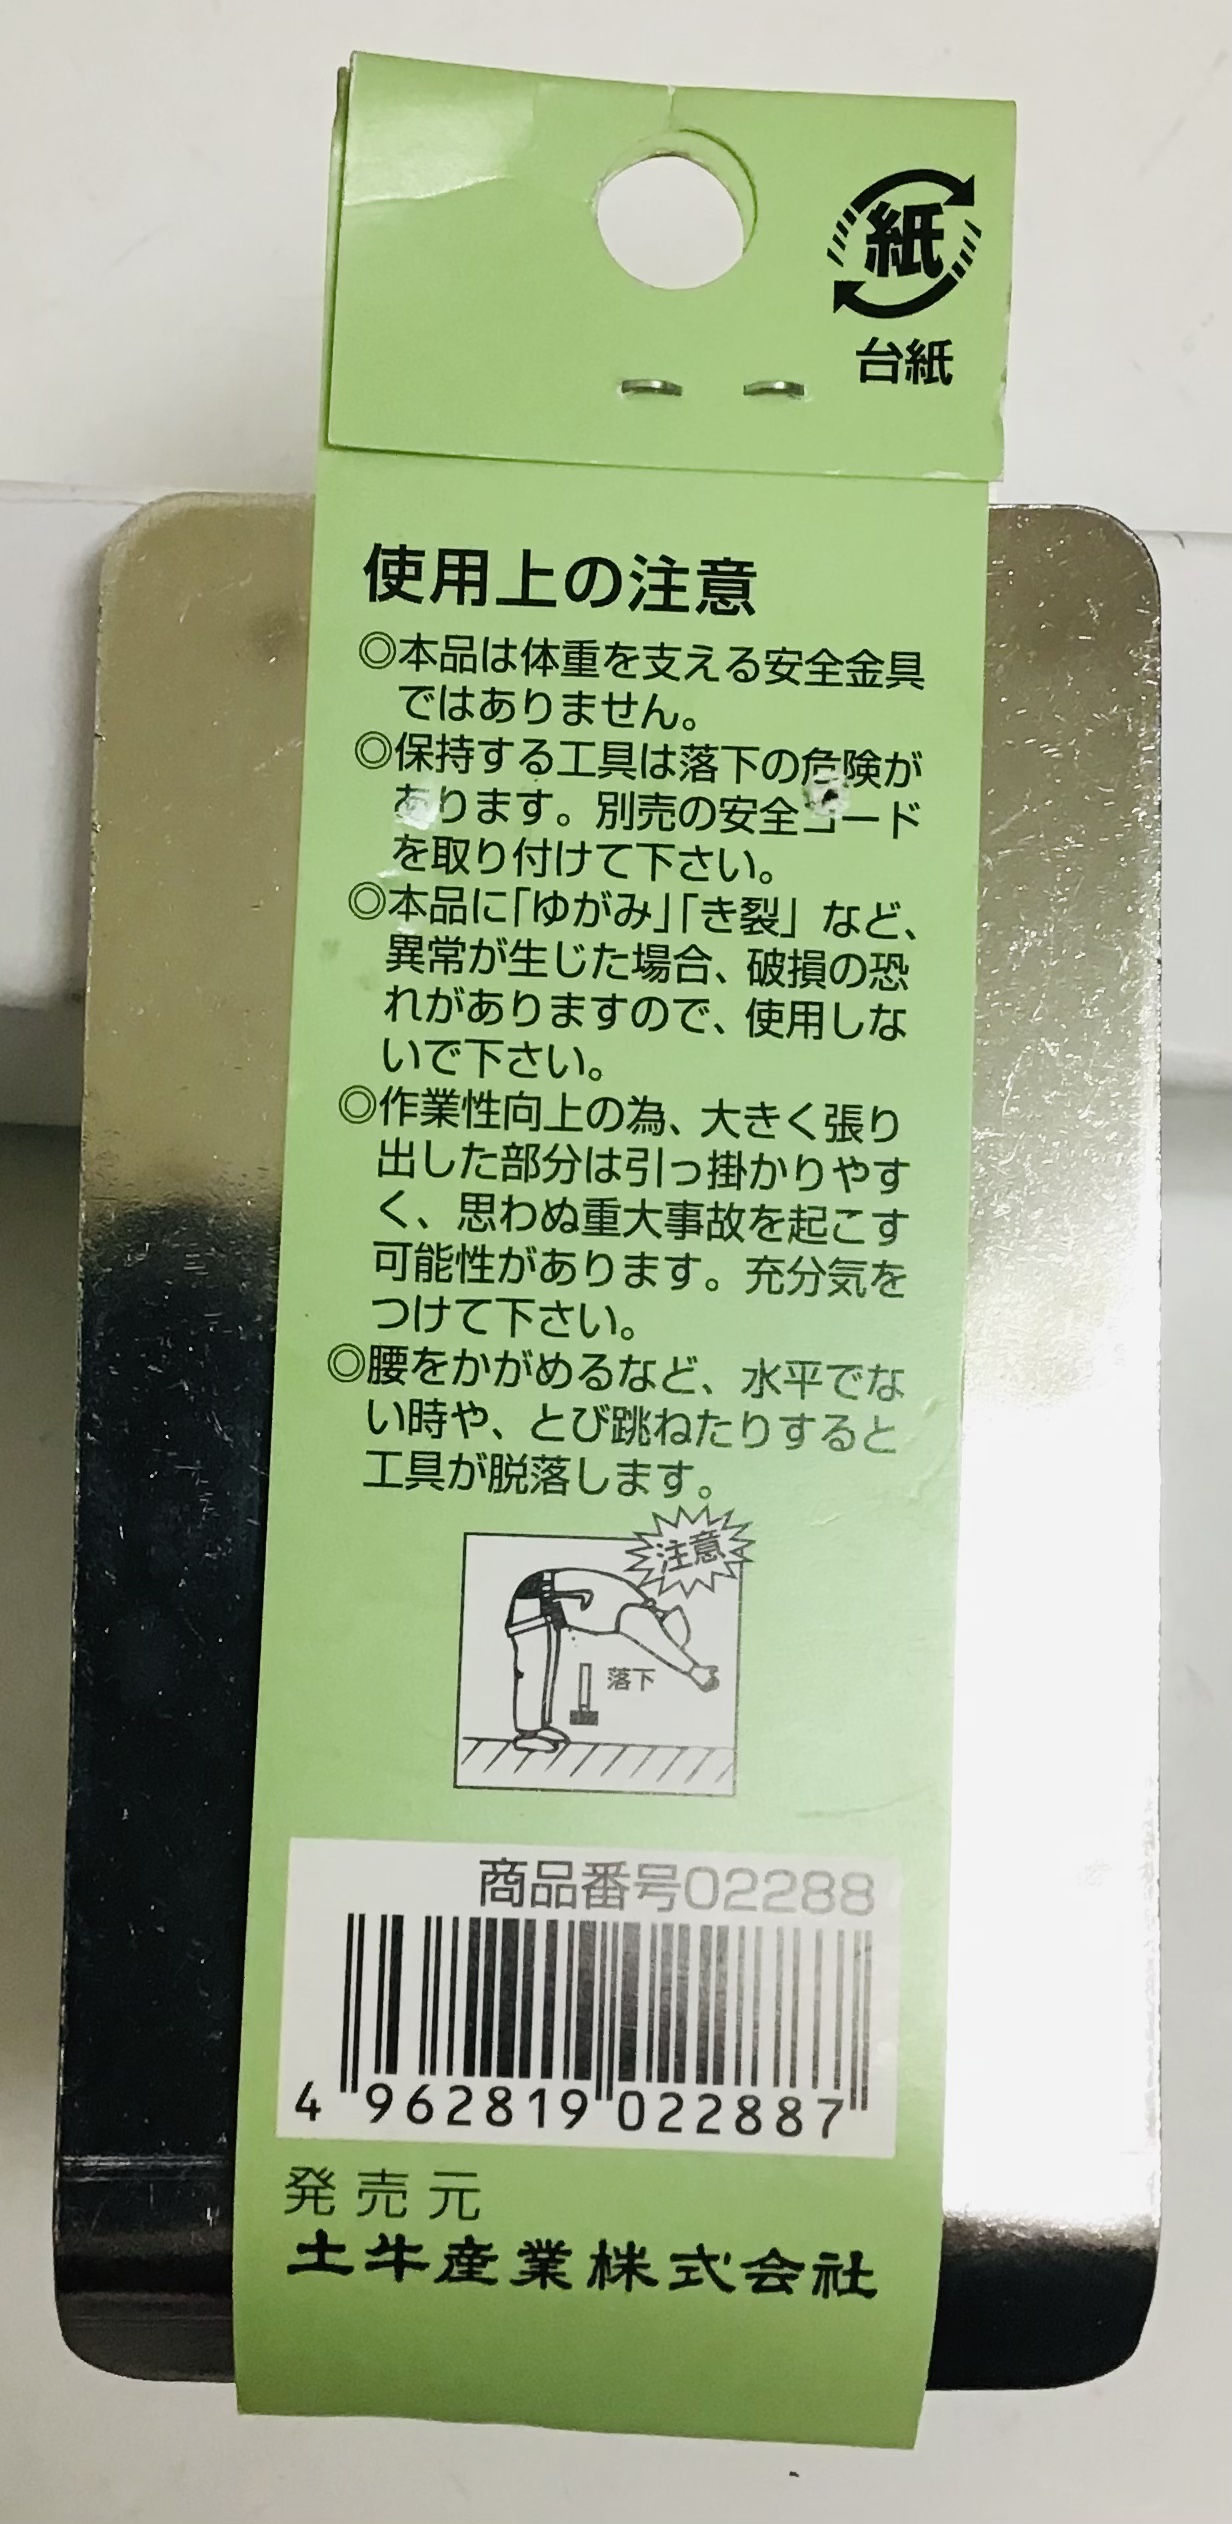 紙
台紙
使用上の注意
◎本品は体重を支える安全金具
ではありません。
◎保持する工具は落下の危険が
あります。別売の安全コード
を取り付けて下さい。
◎本品に「ゆがみ」「き裂」など、
異常が生じた場合、破損の恐
れがありますので、使用しな
いで下さい。
◎作業性向上の為、大きく張り
出した部分は引っ掛かりやす
く、思わぬ重大事故を起こす
可能性があります。充分気を
つけて下さい。
◎腰をかがめるなど、水平でな
い時や、とび跳ねたりすると
工具が脱落します。
注意
落下
商品番号02288
4 962819 022887
発売元
土牛産業株式会社